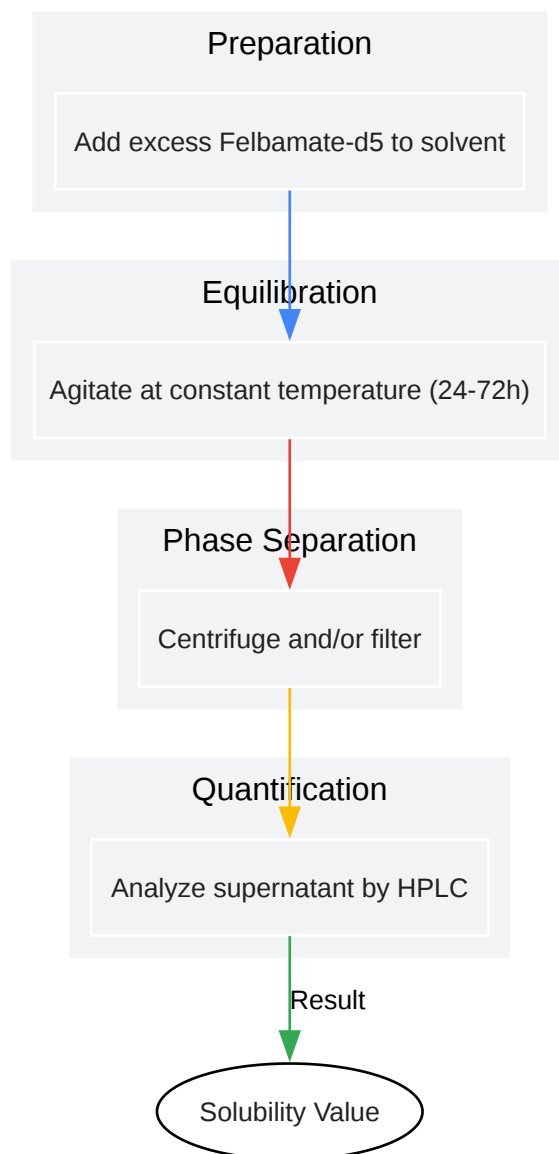 Preparation
Add excess Felbamate-d5 to solvent
Equilibration
Agitate at constant temperature (24-72h)
Phase Separation
Centrifuge and/or filter
Quantification
Analyze supernatant by HPLC
Result
Solubility Value